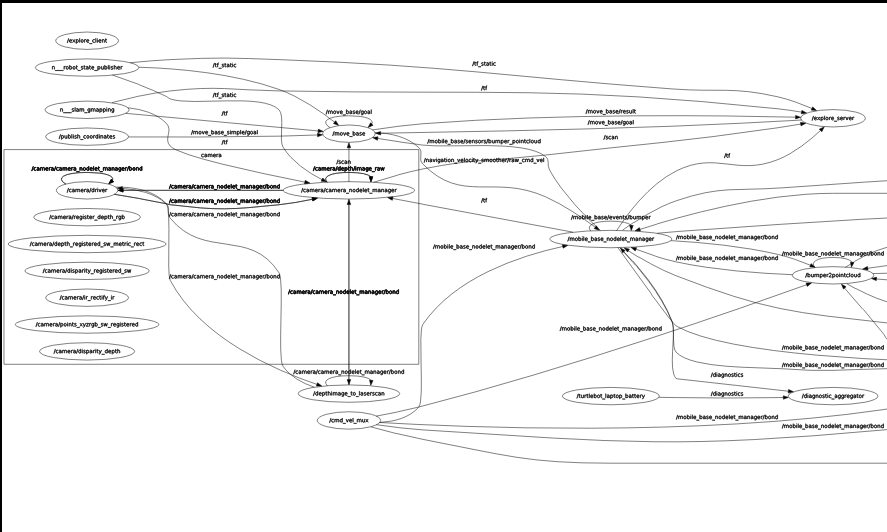 /explore_client
n___robot_state_publisher
/tf_static
/tf_static
/tf_static
/tf
n___slam_gmapping
/tf
/move_base/goal
/move_base
/move_base/result
/move_base/goal
/explore_server
/publish_coordinates
/move_base_simple/goal
/tf
/mobile_base/sensors/bumper_pointcloud
/scan
camera
/scan
/navigation_velocity_smoother/raw_cmd_vel
/tf
/camera/camera_nodelet_manager/bond
/camera/depth/image_raw
/camera/driver
/camera/camera_nodelet_manager/bond
/camera/camera_nodelet_manager
/camera/camera_nodelet_manager/bond
/tf
/camera/register_depth_rgb
/camera/camera_nodelet_manager/bond
/mobile_base/events/bumper
/camera/depth_registered_sw_metric_rect
/mobile_base_nodelet_manager
/mobile_base_nodelet_manager/bond
/mobile_base_nodelet_manager/bond
/mobile_base_nodelet_manager/bond
/mobile_base_nodelet_manager/bond
/camera/disparity_registered_sw
/camera/camera_nodelet_manager/bond
/bumper2pointcloud
/camera/ir_rectify_ir
/camera/camera_nodelet_manager/bond
/camera/points_xyzrgb_sw_registered
/mobile_base_nodelet_manager/bond
/camera/disparity_depth
/mobile_base_nodelet_manager/bond
/mobile_base_nodelet_manager/bond
/camera/camera_nodelet_manager/bond
/diagnostics
/depthimage_to_laserscan
/turtlebot_laptop_battery
/diagnostics
/diagnostic_aggregator
/cmd_vel_mux
/mobile_base_nodelet_manager/bond
/mobile_base_nodelet_manager/bond